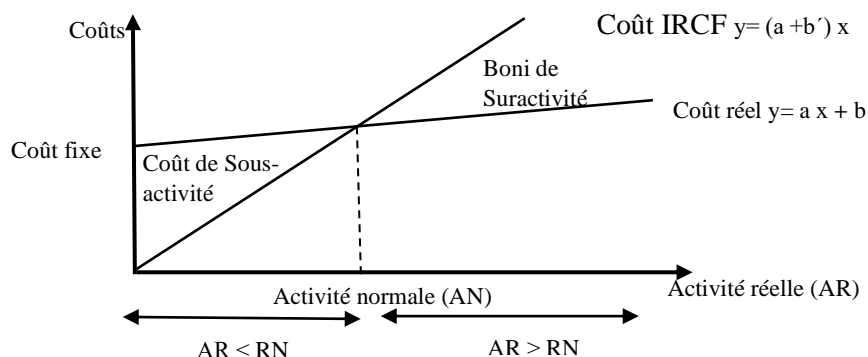 Coûts
Coût IRCF y= (a +b´) x
Boni de
Suractivité
Coût réel y= a x + b
Coût fixe
Coût de Sous-
activité
Activité normale (AN)
Activité réelle (AR)
AR < RN
AR > RN